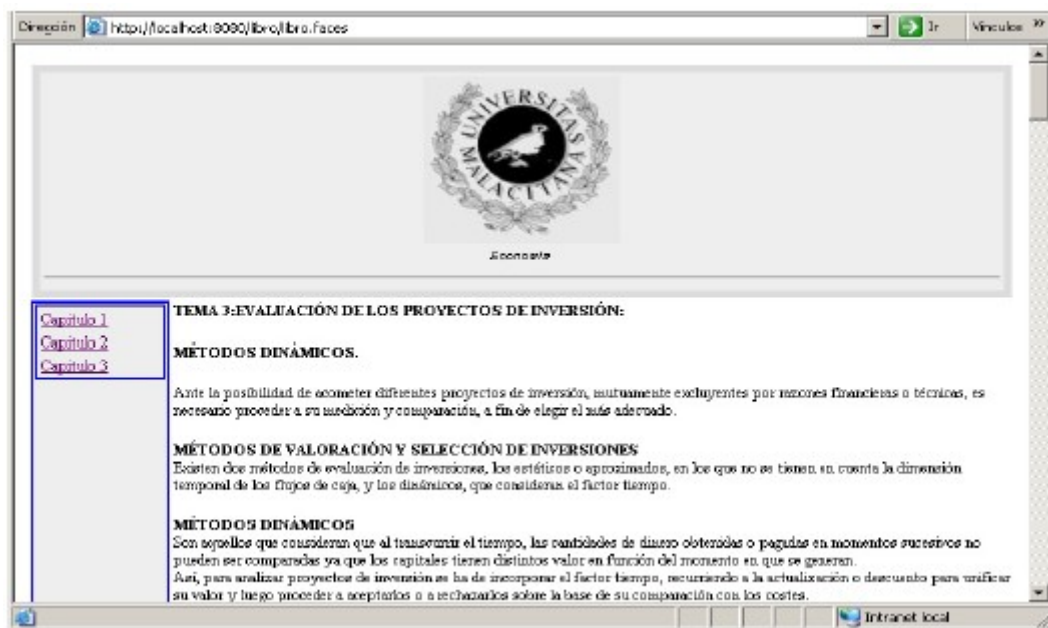 Dirección http://localhost:8080/libro/libro.faces Ir Vínculos »
UNIVERSITAS MALACITANA
Economía
Capitulo 1
Capitulo 2
Capitulo 3
TEMA 3:EVALUACIÓN DE LOS PROYECTOS DE INVERSIÓN:
MÉTODOS DINÁMICOS.
Ante la posibilidad de acometer diferentes proyectos de inversión, mutuamente excluyentes por razones financieras o técnicas, es
necesario proceder a su medición y comparación, a fin de elegir el más adecuado.
MÉTODOS DE VALORACIÓN Y SELECCIÓN DE INVERSIONES
Existen dos métodos de evaluación de inversiones, los estáticos o aproximados, en los que no se tienen en cuenta la dimensión
temporal de los flujos de caja, y los dinámicos, que consideran el factor tiempo.
MÉTODOS DINÁMICOS
Son aquellos que consideran que al transcurrir el tiempo, las cantidades de dinero obtenidas o pagadas en momentos sucesivos no
pueden ser comparadas ya que los capitales tienen distintos valor en función del momento en que se generan.
Asi, para analizar proyectos de inversión se ha de incorporar el factor tiempo, recurriendo a la actualización o descuento para unificar
su valor y luego proceder a aceptarlos o a rechazarlos sobre la base de su comparación con los costes.
Intranet local